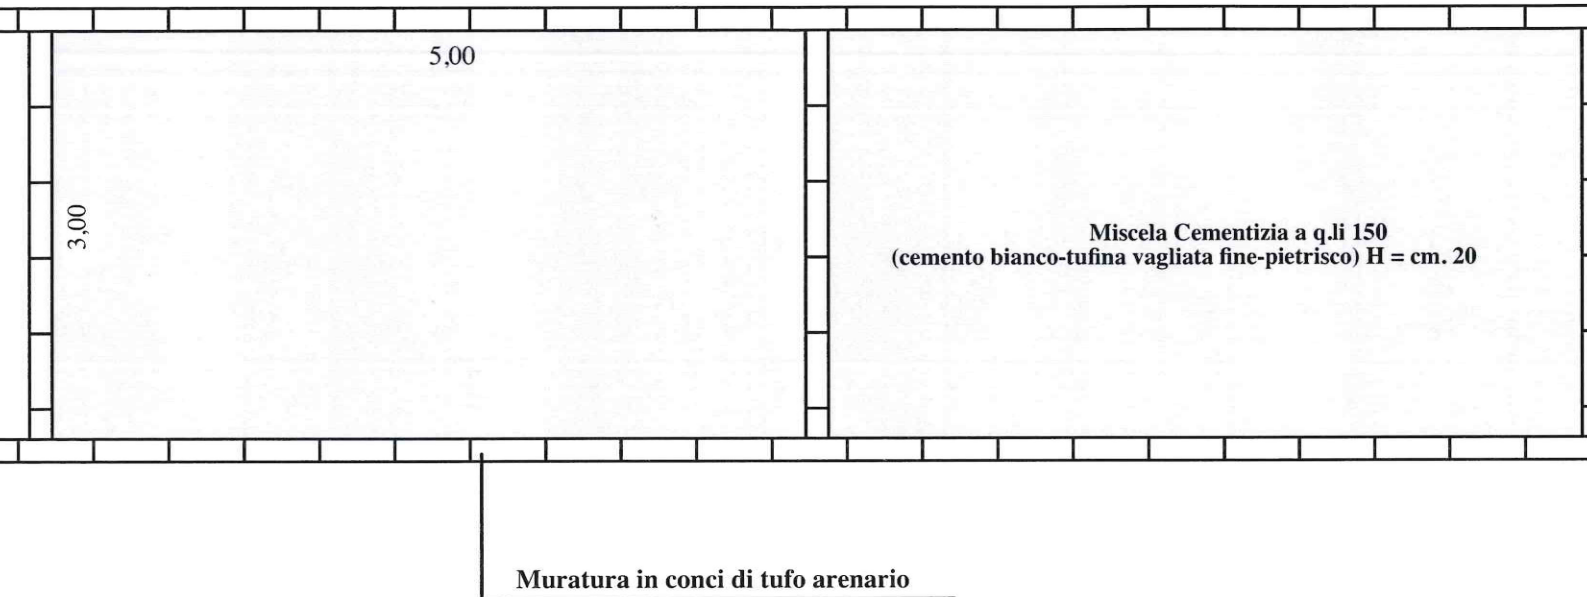 5,00
3,00
Miscela Cementizia a q.li 150
(cemento bianco-tufina vagliata fine-pietrisco) H = cm. 20
Muratura in conci di tufo arenario